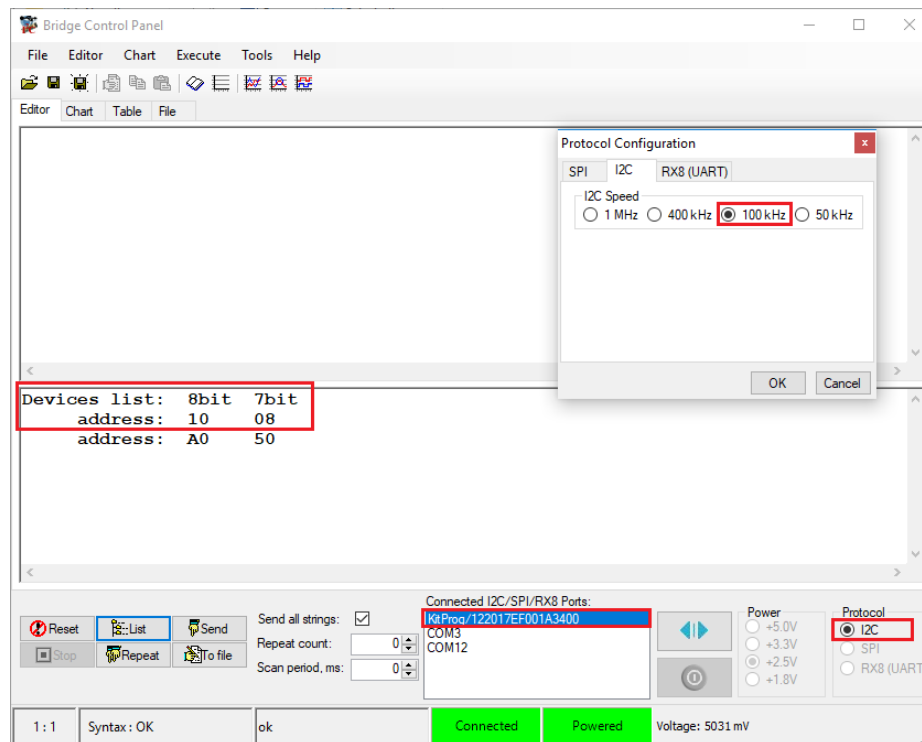 Bridge Control Panel
File Editor Chart Execute Tools Help
Editor Chart Table File
Protocol Configuration
x
SPI I2C RX8 (UART)
I2C Speed
1 MHz 400 kHz 100 kHz 50 kHz
OK Cancel
Devices list: 8bit 7bit
address: 10 08
address: A0 50
Connected I2C/SPI/RX8 Ports:
KitProg/122017EF001A3400
COM3
COM12
Reset List Send
Stop Repeat To file
Send all strings:
Repeat count: 0
Scan period, ms: 0
Power
+5.0V
+3.3V
+2.5V
+1.8V
Protocol
I2C
SPI
RX8 (UART
1 : 1 Syntax : OK ok Connected Powered Voltage: 5031 mV